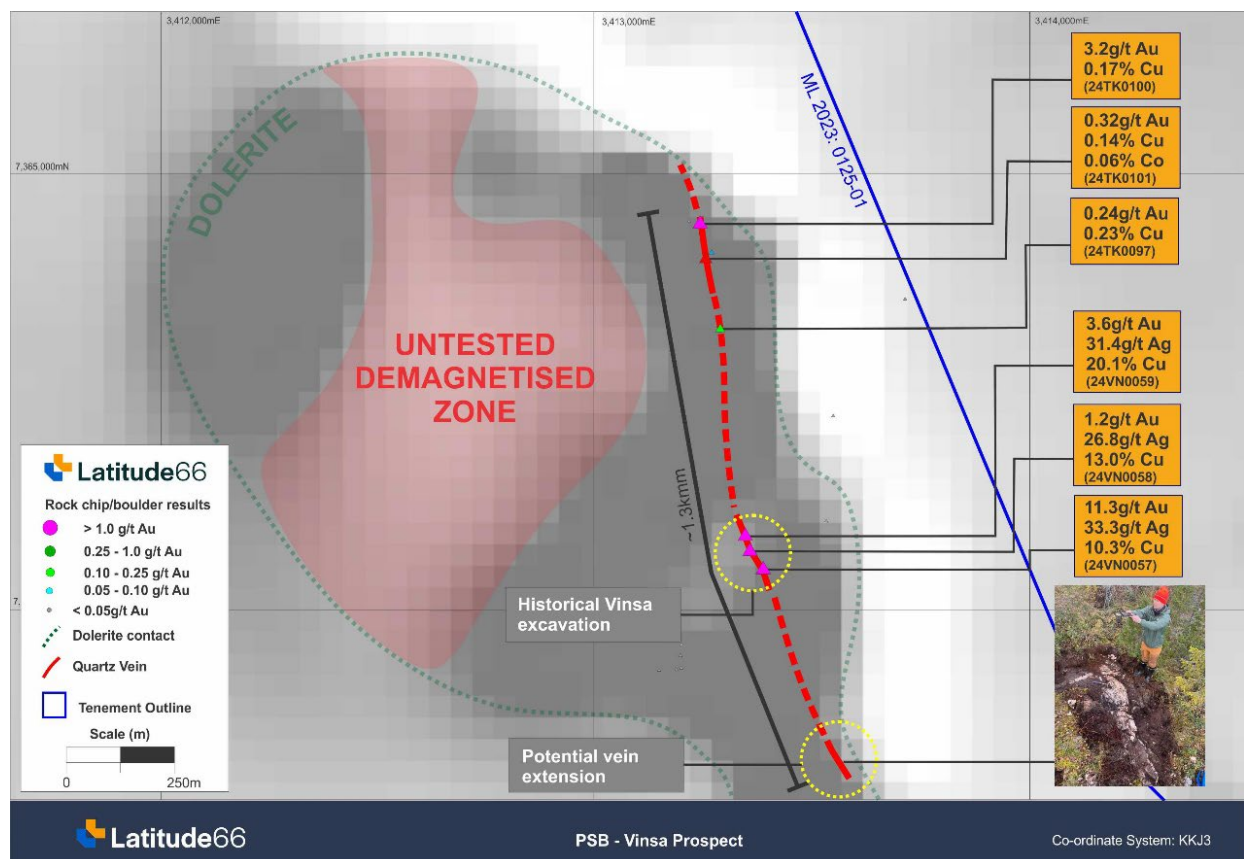 3,412,000mE
3,413,000mE
3,414,000mE
7,365,000mN
7,
DOLERITE
UNTESTED
DEMAGNETISED
ZONE
ML 2023: 0125-01
~1.3kmm
3.2g/t Au
0.17% Cu
(24TK0100)
0.32g/t Au
0.14% Cu
0.06% Co
(24TK0101)
0.24g/t Au
0.23% Cu
(24TK0097)
3.6g/t Au
31.4g/t Ag
20.1% Cu
(24VN0059)
1.2g/t Au
26.8g/t Ag
13.0% Cu
(24VN0058)
11.3g/t Au
33.3g/t Ag
10.3% Cu
(24VN0057)
Historical Vinsa
excavation
Potential vein
extension
Latitude66
Rock chip/boulder results
> 1.0 g/t Au
0.25 - 1.0 g/t Au
0.10 - 0.25 g/t Au
0.05 - 0.10 g/t Au
< 0.05g/t Au
Dolerite contact
Quartz Vein
Tenement Outline
Scale (m)
0 250m
Latitude66
PSB - Vinsa Prospect
Co-ordinate System: KKJ3